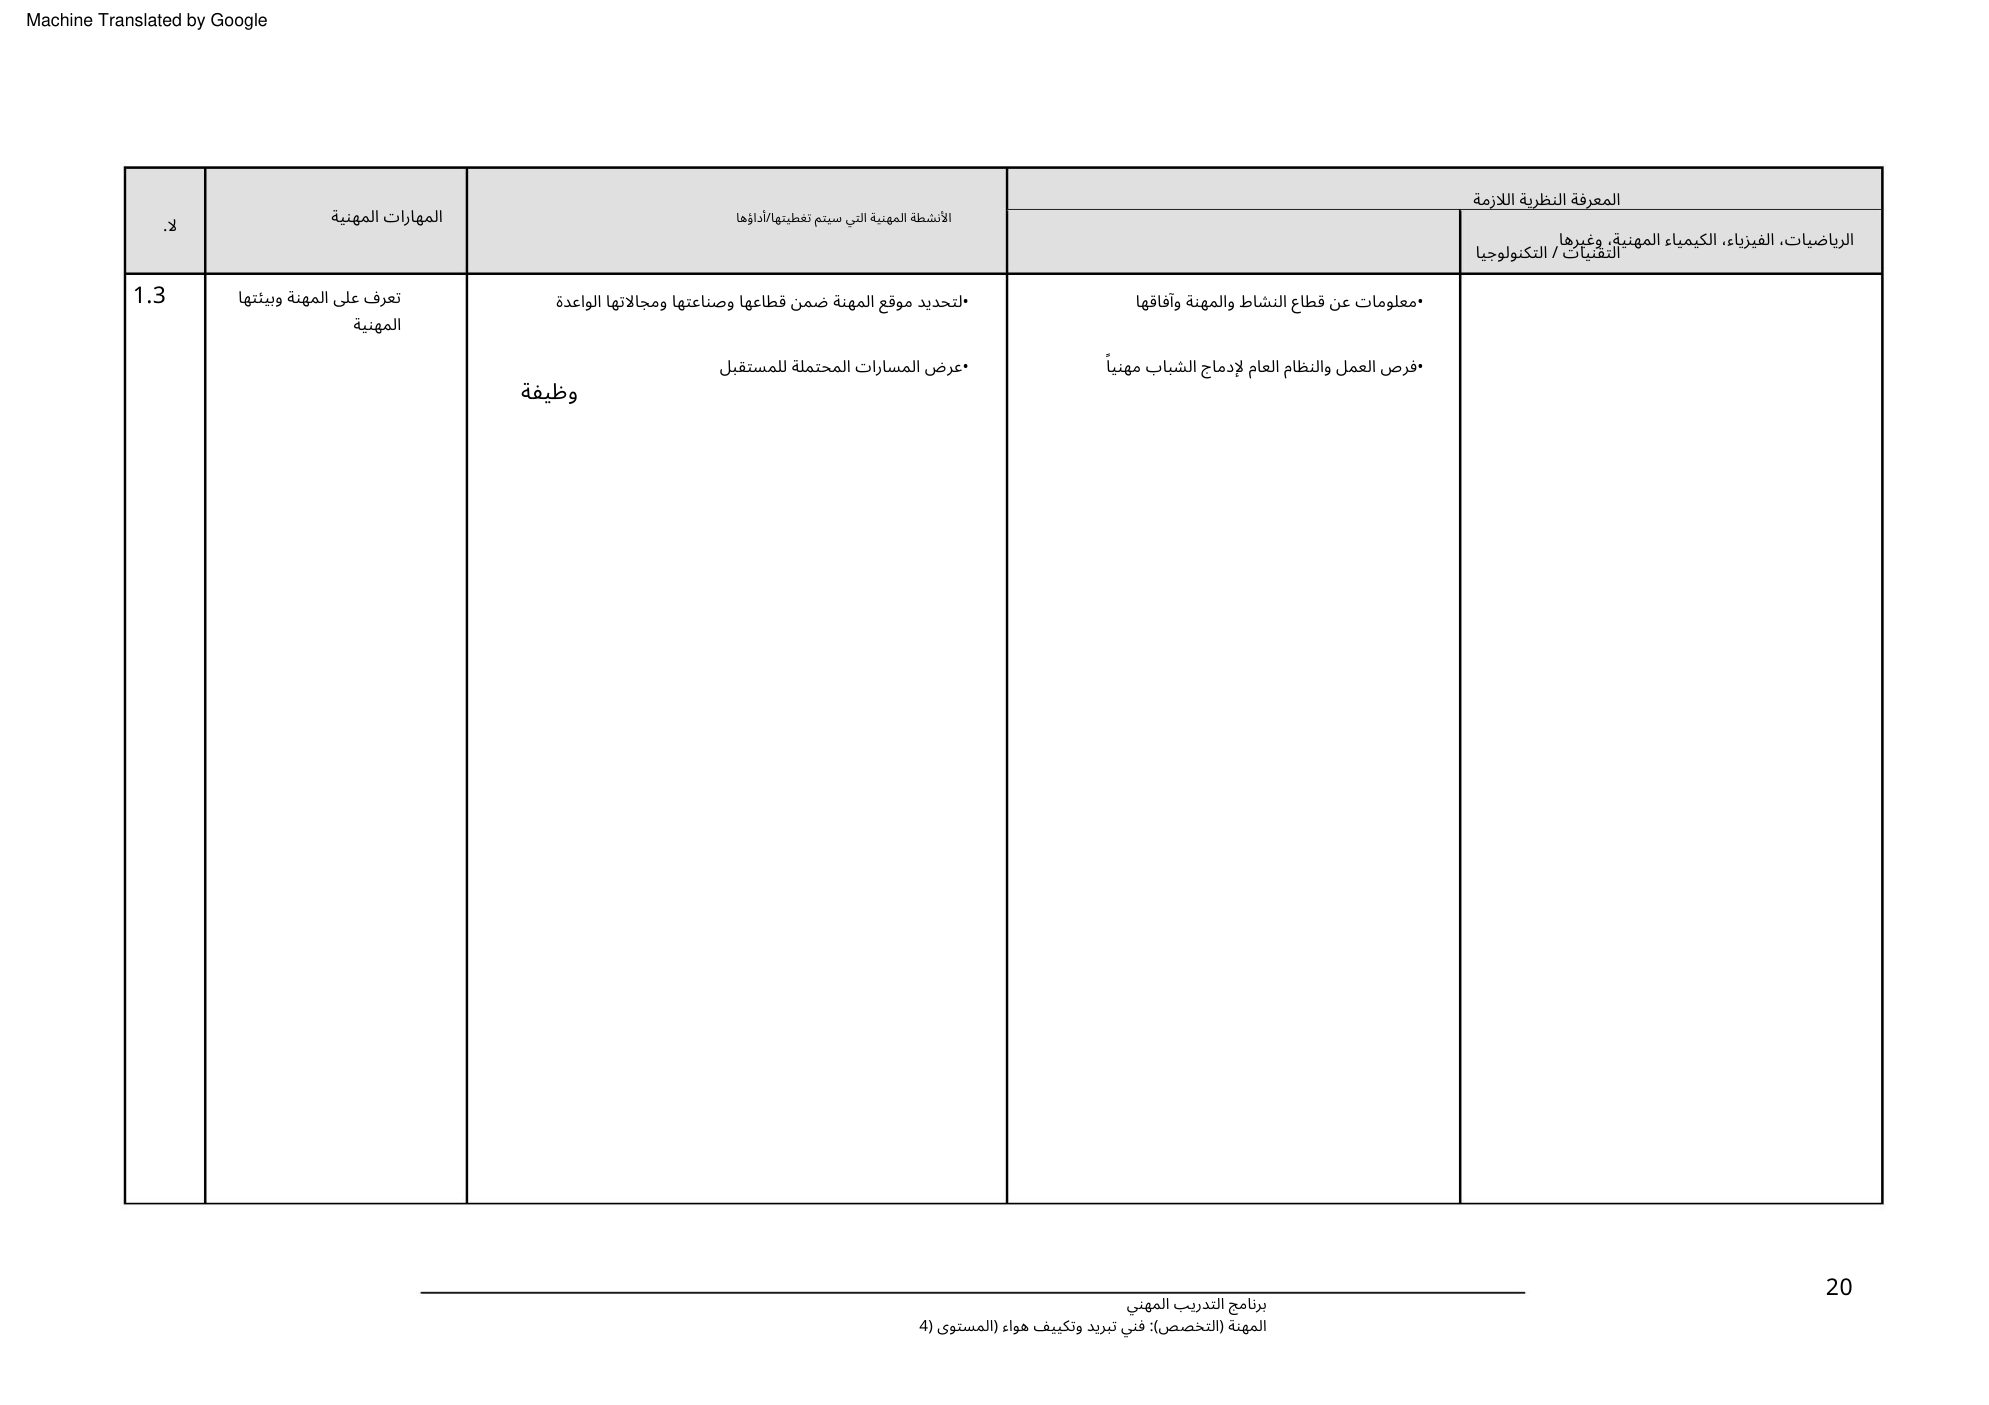 Machine Translated by Google
لا.
المهارات المهنية
الأنشطة المهنية التي سيتم تغطيتها/أداؤها
المعرفة النظرية اللازمة
الرياضيات، الفيزياء، الكيمياء المهنية، وغيرها
التقنيات / التكنولوجيا
1.3
تعرف على المهنة وبيئتها
المهنية
•لتحديد موقع المهنة ضمن قطاعها وصناعتها ومجالاتها الواعدة
•عرض المسارات المحتملة للمستقبل
وظيفة
•معلومات عن قطاع النشاط والمهنة وآفاقها
•فرص العمل والنظام العام لإدماج الشباب مهنياً
20
برنامج التدريب المهني
المهنة (التخصص): فني تبريد وتكييف هواء (المستوى 4)